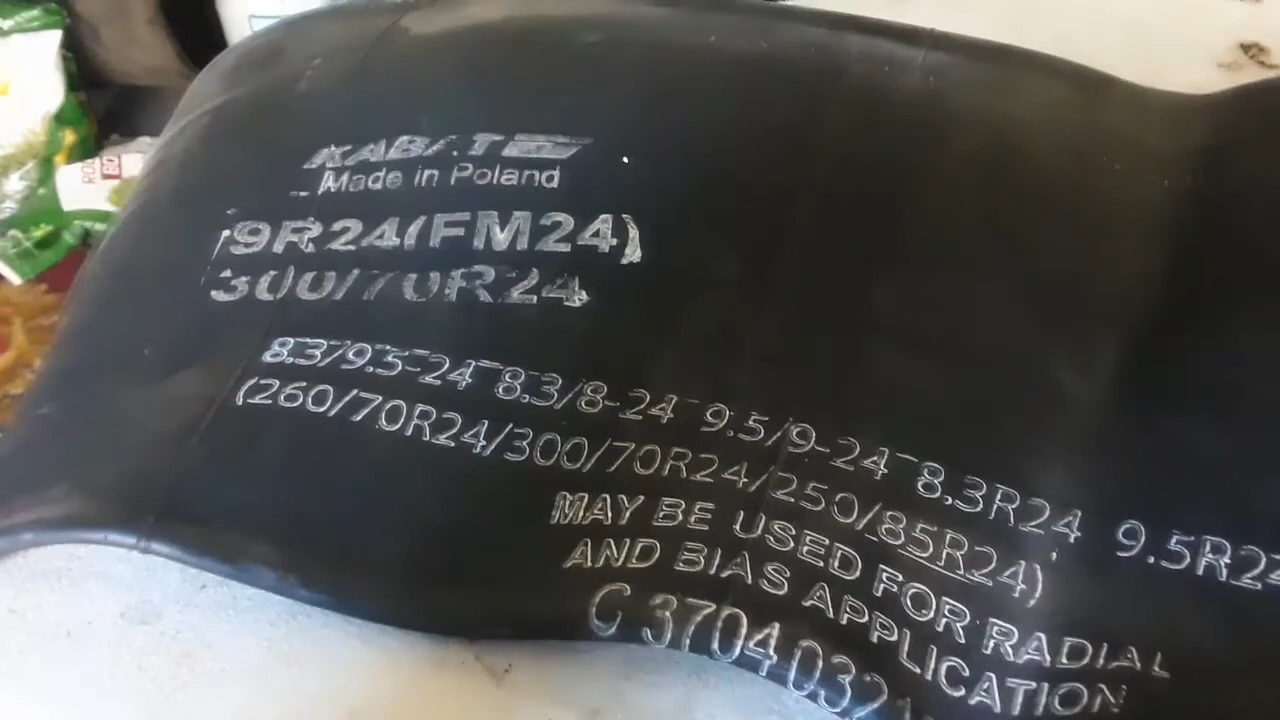 KABAT
Made in Poland
9R24(FM24)
300/70R24
8.3/9.5-24 8.3/8-24 9.5/9-24 8.3R24 9.5R24
(260/70R24/300/70R24/250/85R24)
MAY BE USED FOR RADIAL
AND BIAS APPLICATION
C 3704032